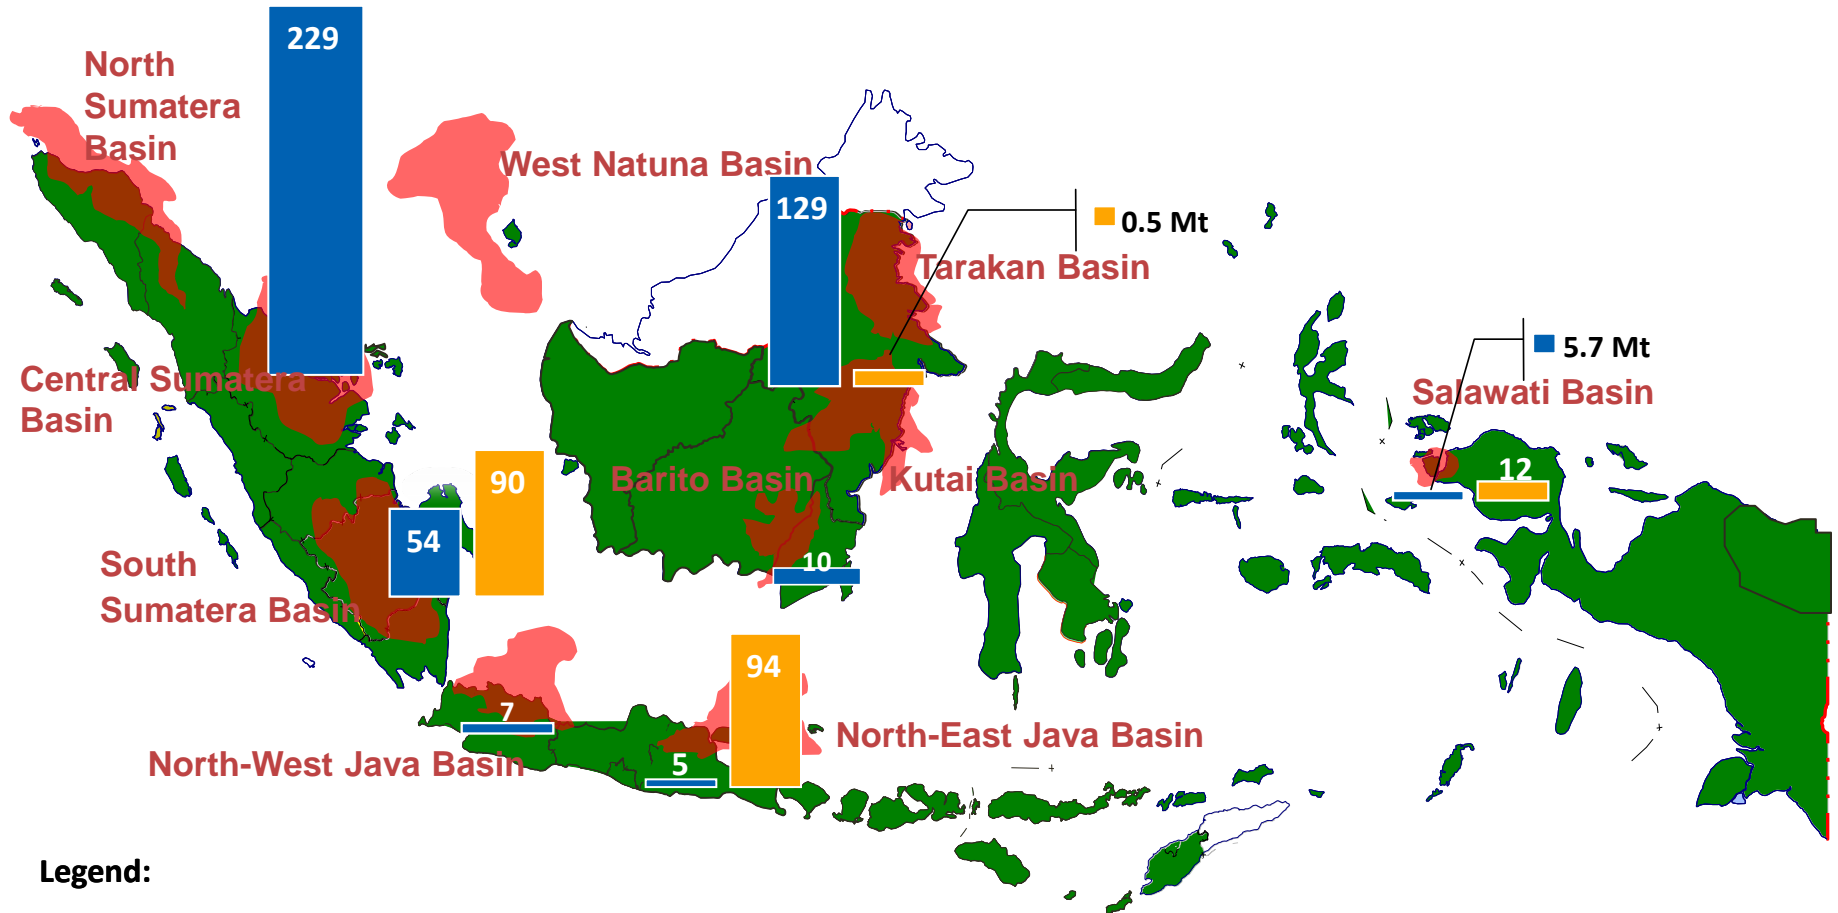 229
North
Sumatera
Basin
West Natuna Basin
129
0.5 Mt
Tarakan Basin
5.7 Mt
Central Sumatera
Basin
Salawati Basin
90
Barito Basin
Kutai Basin
12
54
South
Sumatera Basin
10
94
7
North-West Java Basin
5
North-East Java Basin
Legend: